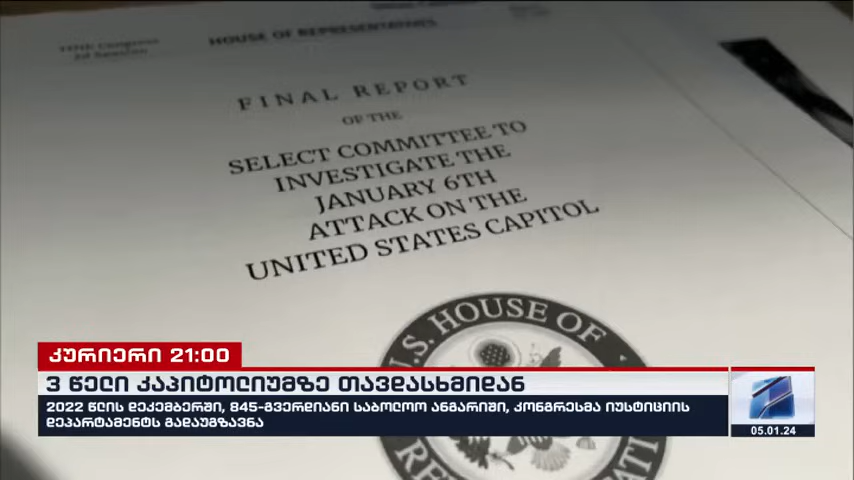 HOUSE OF REPRESENTATIVES
FINAL REPORT
OF THE
SELECT COMMITTEE TO
INVESTIGATE THE
JANUARY 6TH
ATTACK ON THE
UNITED STATES CAPITOL
U.S. HOUSE OF
კურიერი 21:00
3 წელი კაპიტოლიუმზე თავდასხმიდან
2022 წლის დეკემბერში, 845-გვერდიანი საბოლოო ანგარიში, კონგრესმა იუსტიციის
დეპარტამენტს გადაუგზავნა
05.01.24